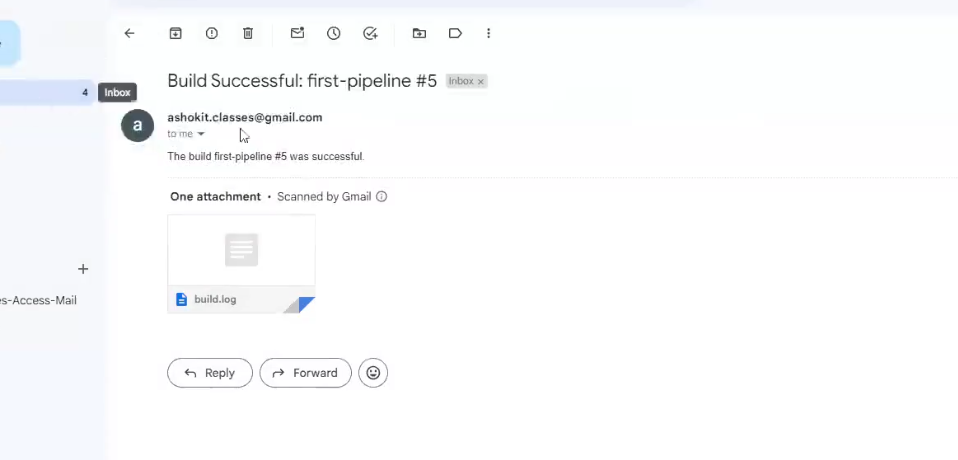 4
Inbox
Build Successful: first-pipeline #5
Inbox ×
a
ashokit.classes@gmail.com
to me
The build first-pipeline #5 was successful.
One attachment • Scanned by Gmail
build.log
+
s-Access-Mail
Reply
Forward